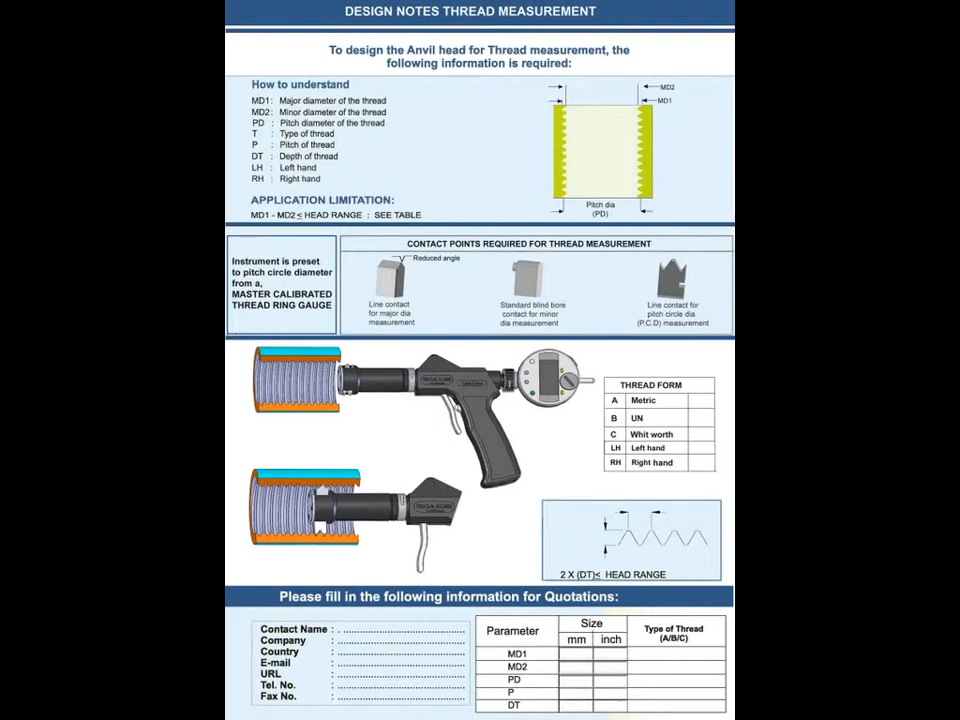 DESIGN NOTES THREAD MEASUREMENT
To design the Anvil head for Thread measurement, the
following information is required:
How to understand
MD1: Major diameter of the thread
MD2: Minor diameter of the thread
PD : Pitch diameter of the thread
T : Type of thread
P : Pitch of thread
DT : Depth of thread
LH : Left hand
RH : Right hand
APPLICATION LIMITATION:
MD1 - MD2 ≤ HEAD RANGE : SEE TABLE
MD2
MD1
Pitch dia
(PD)
Instrument is preset
to pitch circle diameter
from a,
MASTER CALIBRATED
THREAD RING GAUGE
CONTACT POINTS REQUIRED FOR THREAD MEASUREMENT
Reduced angle
Line contact
for major dia
measurement
Standard blind bore
contact for minor
dia measurement
Line contact for
pitch circle dia
(P.C.D) measurement
TRIGA-BORE
TRIGA-BORE
THREAD FORM
A Metric
B UN
C Whit worth
LH Left hand
RH Right hand
2 X (DT)≤ HEAD RANGE
Please fill in the following information for Quotations:
Contact Name : . ........................................
Company : ........................................
Country : ........................................
E-mail : ........................................
URL : ........................................
Tel. No. : ........................................
Fax No. : ........................................
Parameter Size Type of Thread
mm inch (A/B/C)
MD1
MD2
PD
P
DT